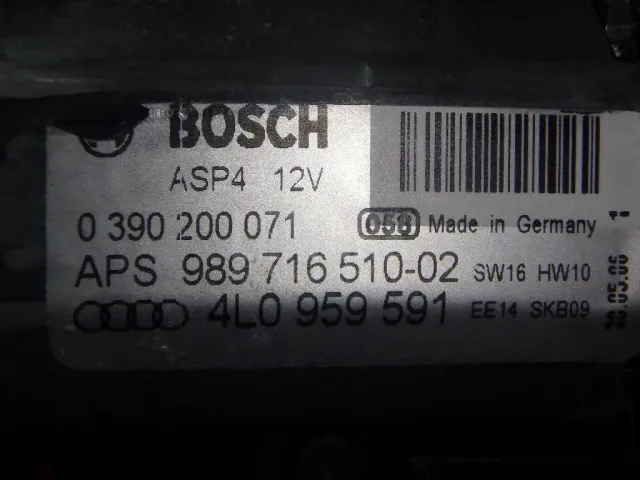 BOSCH
ASP4 12V
0 390 200 071 058 Made in Germany
APS 989 716 510-02 SW16 HW10
4L0 959 591 EE14 SKB09